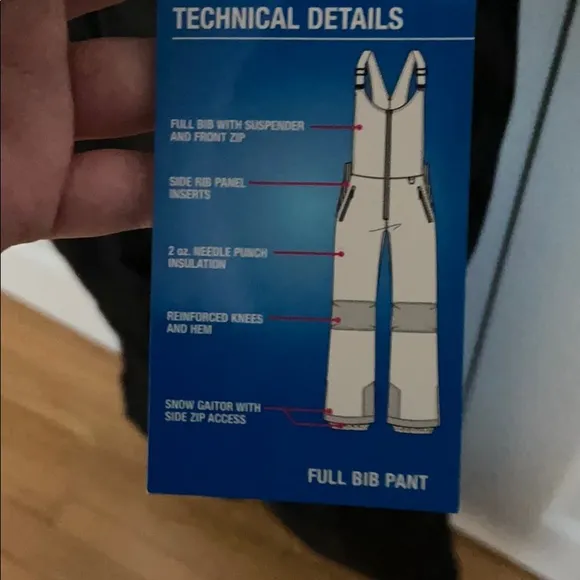 TECHNICAL DETAILS
FULL BIB WITH SUSPENDER
AND FRONT ZIP
SIDE RIB PANEL
INSERTS
2 oz. NEEDLE PUNCH
INSULATION
REINFORCED KNEES
AND HEM
SNOW GAITOR WITH
SIDE ZIP ACCESS
FULL BIB PANT